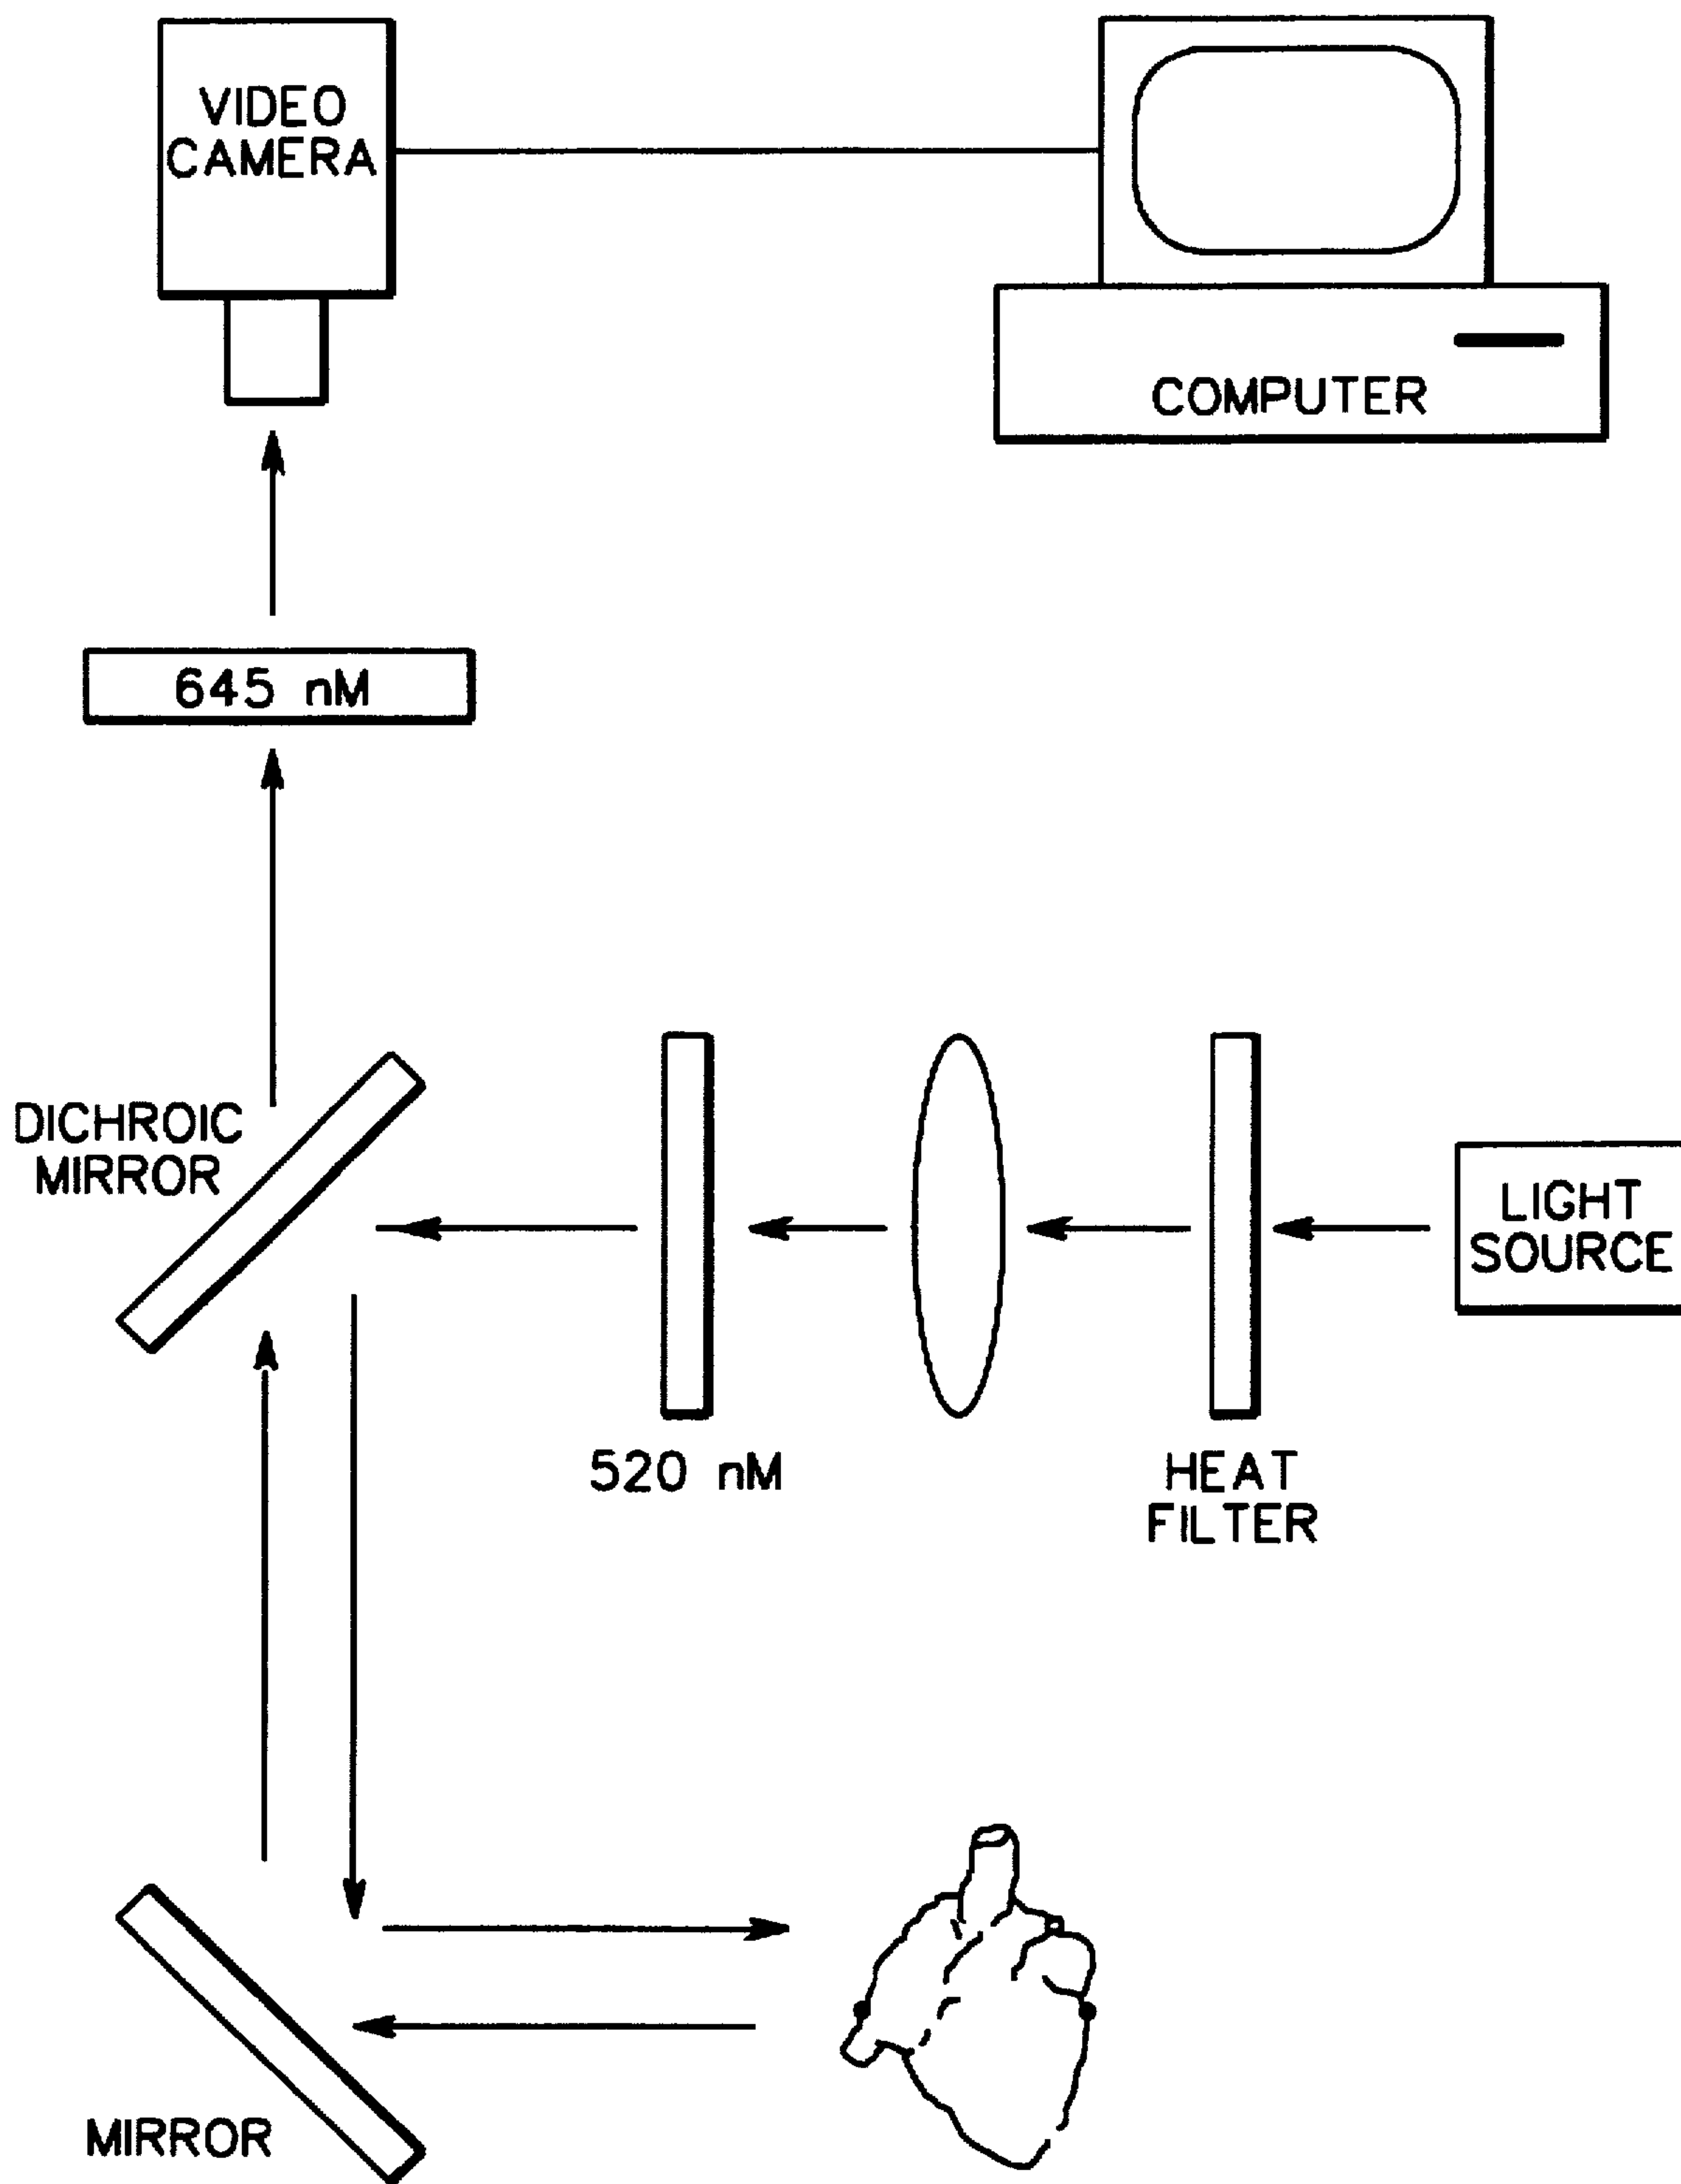 VIDEO
CAMERA
COMPUTER
645 nM
DICHROIC
MIRROR
LIGHT
SOURCE
520 nM
HEAT
FILTER
MIRROR